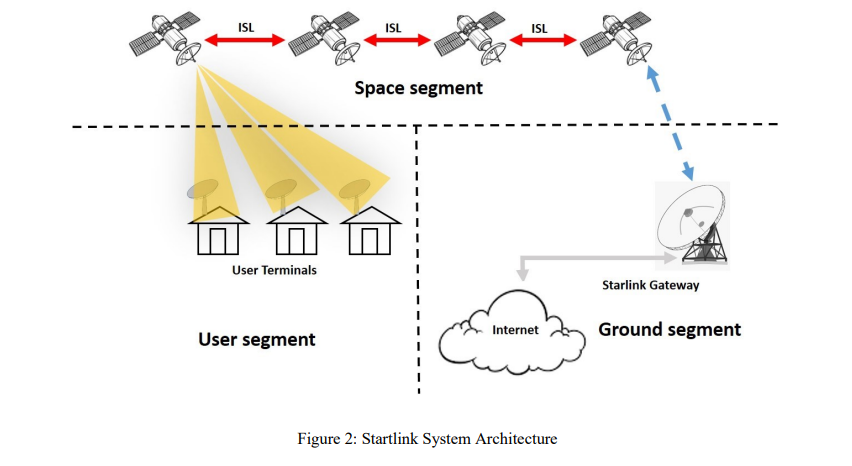 ISL
ISL
ISL
Space segment
User Terminals
Starlink Gateway
Internet
Ground segment
User segment
Figure 2: Startlink System Architecture